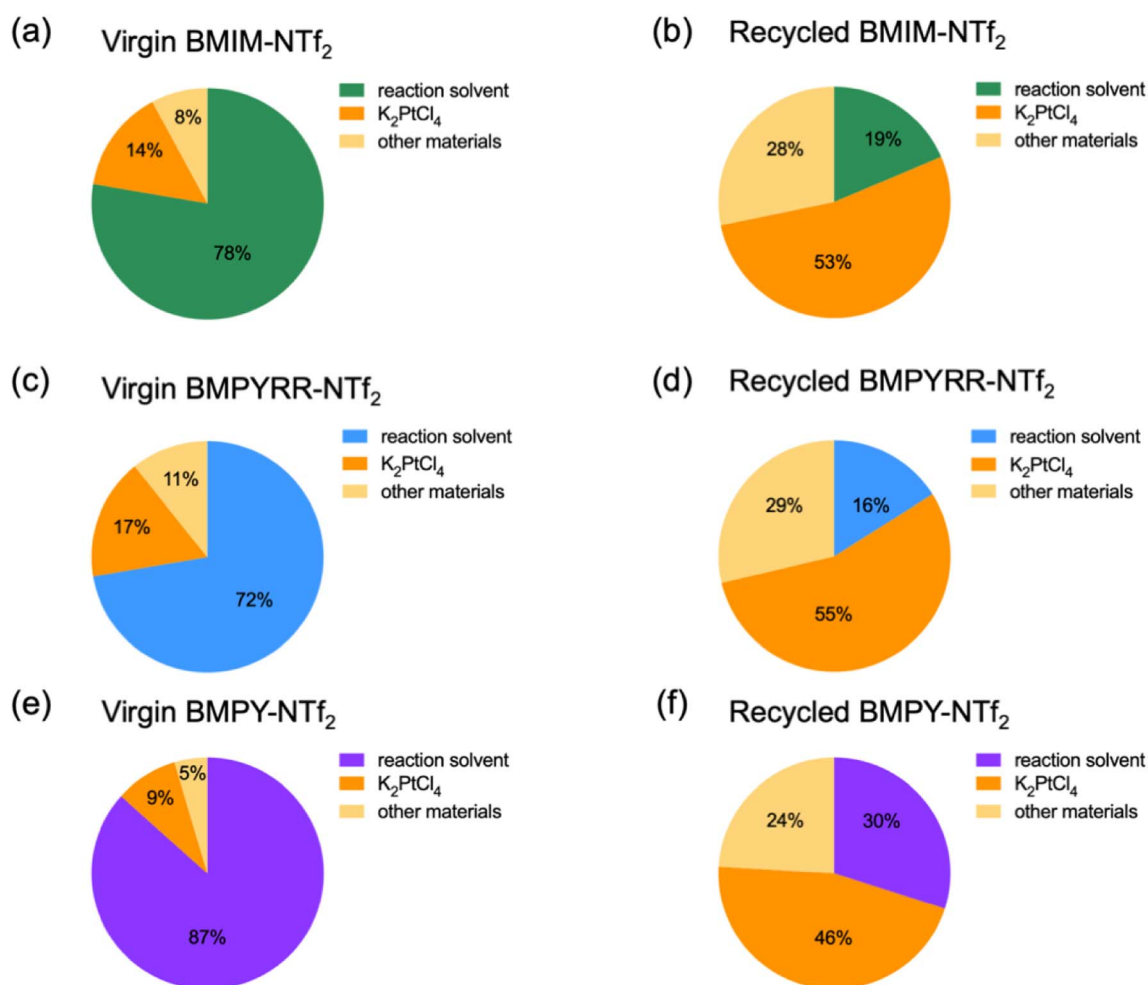 (a) Virgin BMIM-NTf₂
reaction solvent
K₂PtCl₄
other materials
8%
14%
78%
(b) Recycled BMIM-NTf₂
reaction solvent
K₂PtCl₄
other materials
19%
28%
53%
(c) Virgin BMPYRR-NTf₂
reaction solvent
K₂PtCl₄
other materials
11%
17%
72%
(d) Recycled BMPYRR-NTf₂
reaction solvent
K₂PtCl₄
other materials
29%
16%
55%
(e) Virgin BMPY-NTf₂
reaction solvent
K₂PtCl₄
other materials
5%
9%
87%
(f) Recycled BMPY-NTf₂
reaction solvent
K₂PtCl₄
other materials
24%
30%
46%